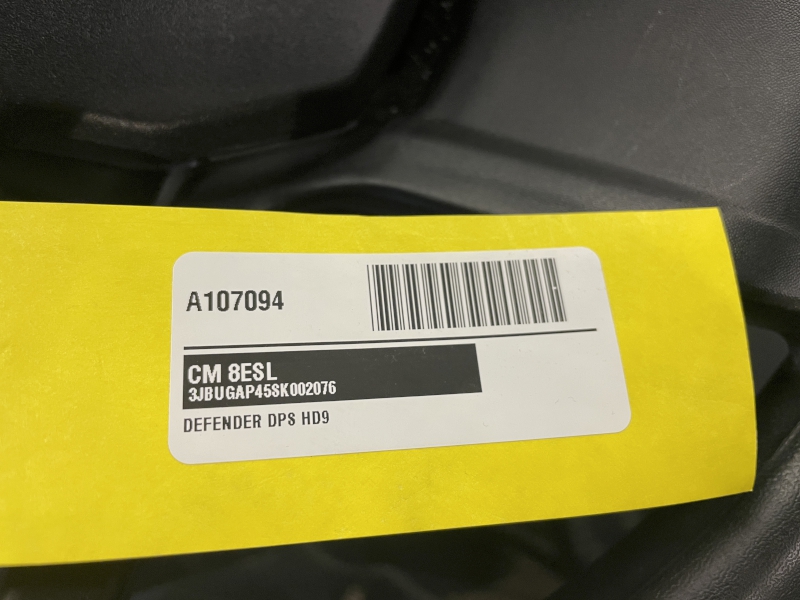 A107094
CM 8ESL
3JBUGAP45SK002076
DEFENDER DPS HD9